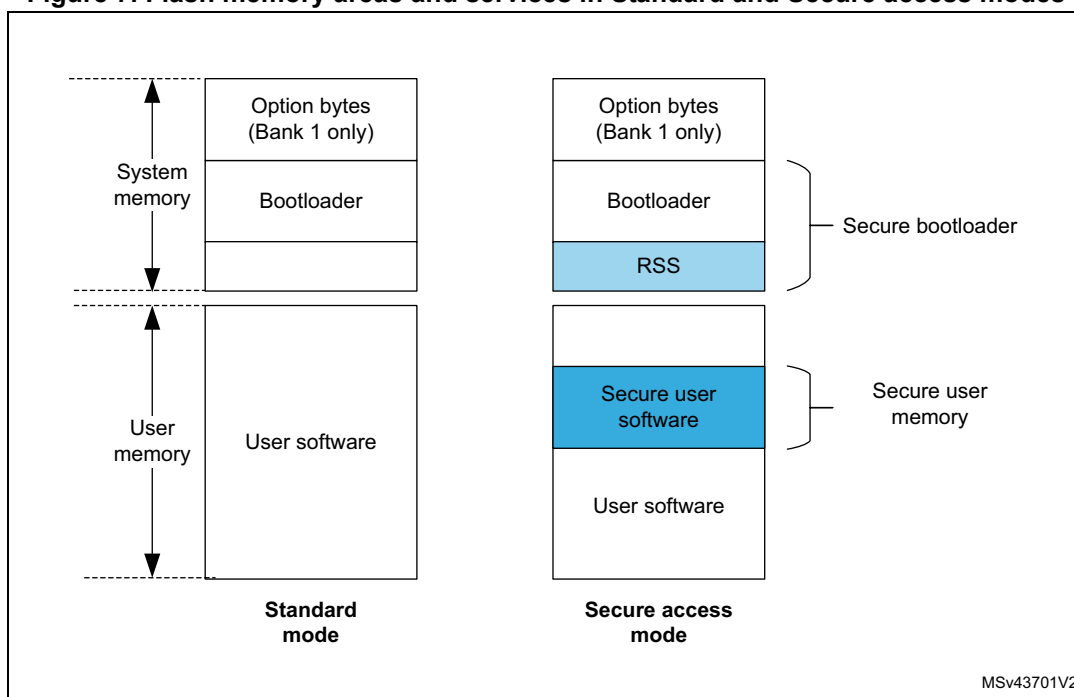 Figure 7. Flash memory areas and services in Standard and Secure access modes
Option bytes
(Bank 1 only)
System
memory
Bootloader
User
memory
User software
Standard
mode
Option bytes
(Bank 1 only)
Bootloader
RSS
Secure bootloader
Secure user
software
Secure user
memory
User software
Secure access
mode
MSv43701V2